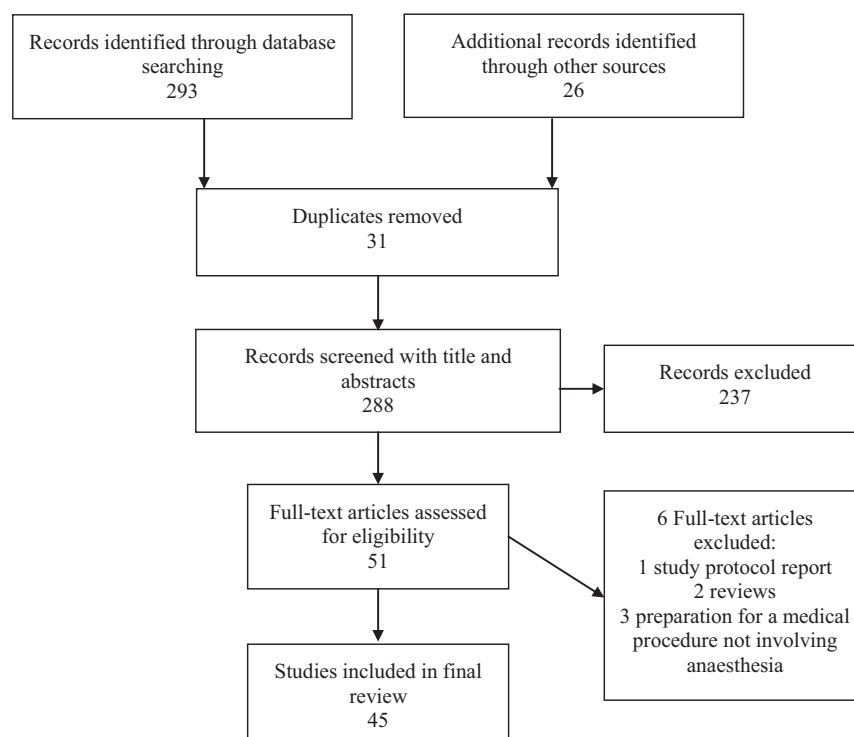 Records identified through database
searching
293
Additional records identified
through other sources
26
Duplicates removed
31
Records screened with title and
abstracts
288
Records excluded
237
Full-text articles assessed
for eligibility
51
6 Full-text articles
excluded:
1 study protocol report
2 reviews
3 preparation for a medical
procedure not involving
anaesthesia
Studies included in final
review
45